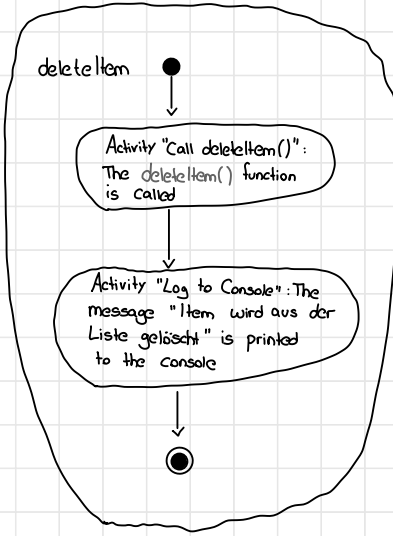 deleteItem
Activity "Call deleteItem()":
The deleteItem() function
is called
Activity "Log to Console": The
message "Item wird aus der
Liste gelöscht" is printed
to the console